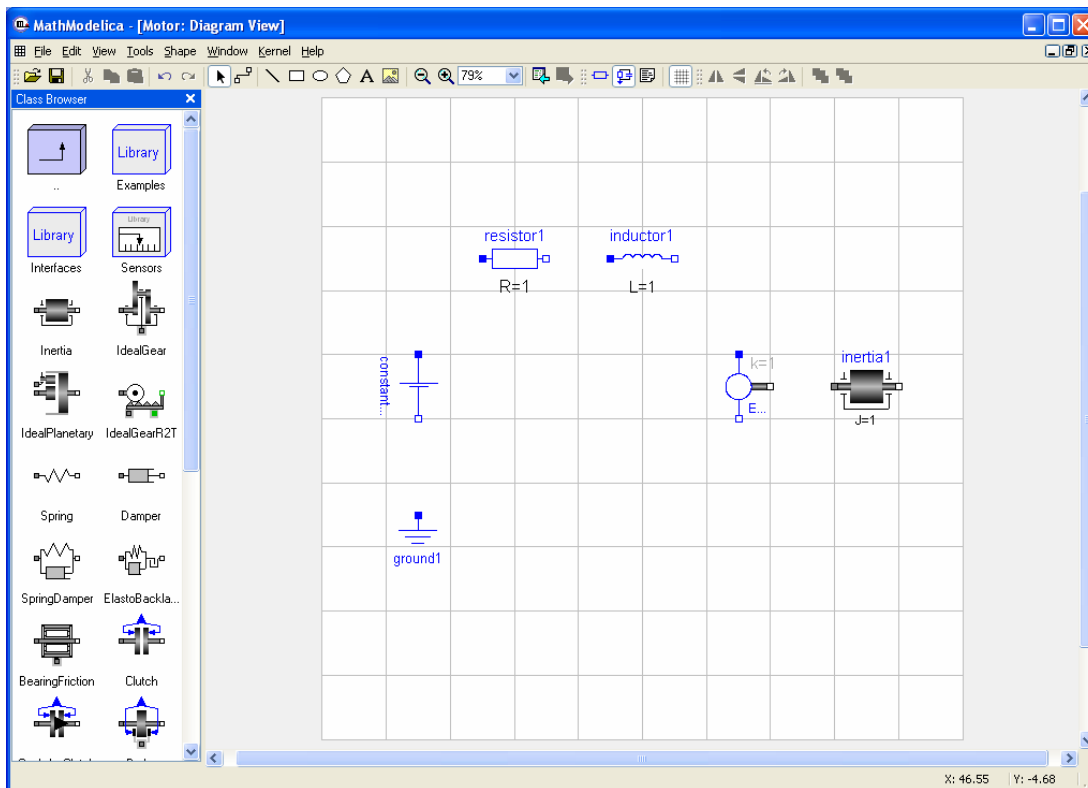 MathModelica - [Motor: Diagram View]
File Edit View Tools Shape Window Kernel Help
A 79%
Class Browser
Library
..
Examples
Library
Library
Interfaces
Sensors
Inertia
IdealGear
IdealPlanetary
IdealGearR2T
Spring
Damper
SpringDamper
ElastoBackla...
BearingFriction
Clutch
resistor1
R=1
inductor1
L=1
constant...
k=1
E...
inertia1
J=1
ground1
X: 46.55 Y: -4.68